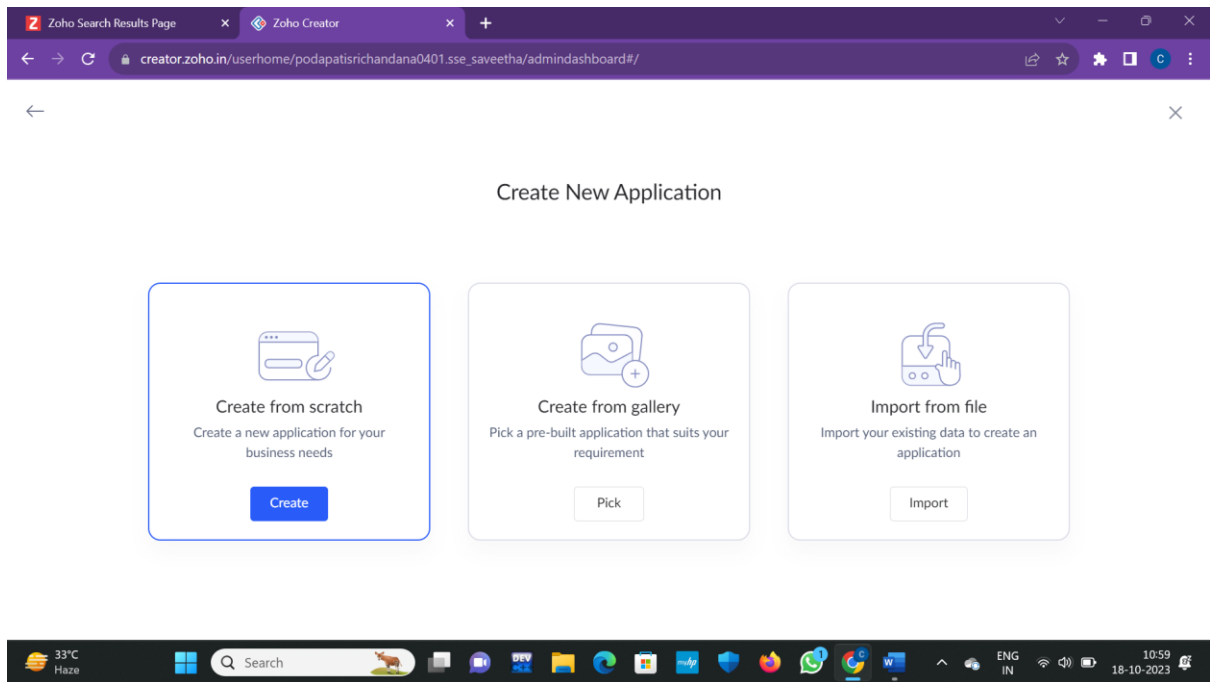 Zoho Search Results Page
Zoho Creator
creator.zoho.in/userhome/podapatisrichandana0401.sse_saveetha/admindashboard#/
C
Create New Application
Create from scratch
Create a new application for your
business needs
Create
Create from gallery
Pick a pre-built application that suits your
requirement
Pick
Import from file
Import your existing data to create an
application
Import
33°C
Haze
Search
DEV
myhp
1
C
W
ENG
IN
10:59
18-10-2023